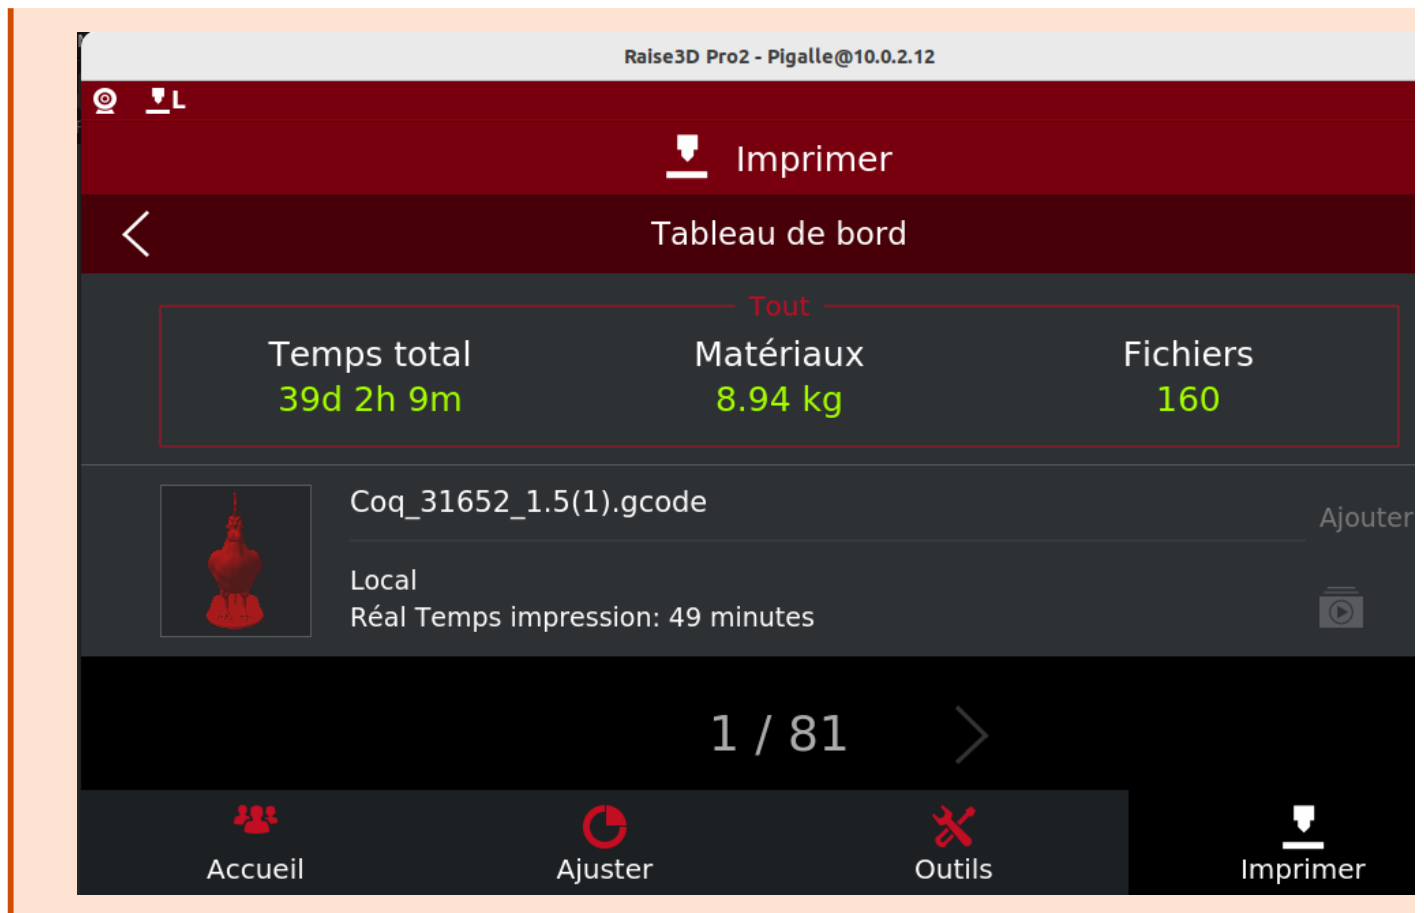 Raise3D Pro2 - Pigalle@10.0.2.12
L
Imprimer
Tableau de bord
Tout
Temps total Matériaux Fichiers
39d 2h 9m 8.94 kg 160
Coq_31652_1.5(1).gcode
Ajouter
Local
Réal Temps impression: 49 minutes
1 / 81
Accueil Ajuster Outils Imprimer